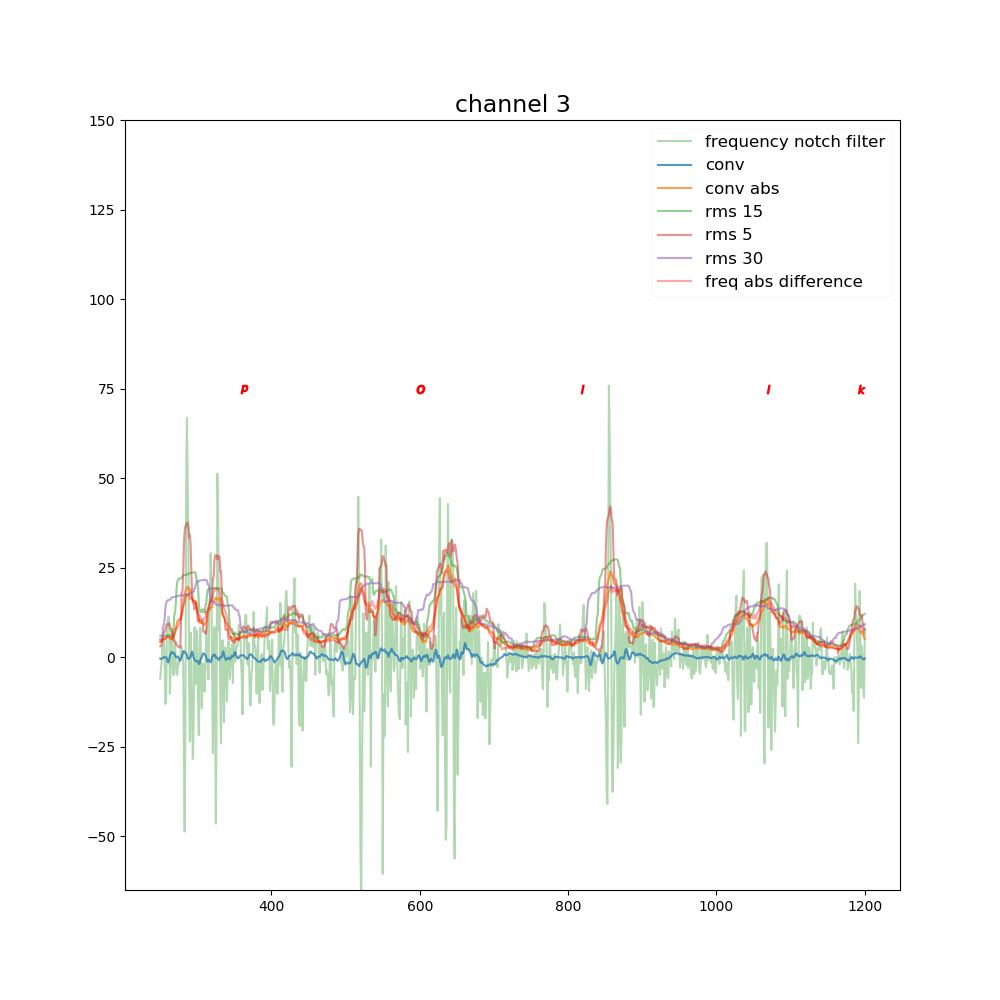 channel 3
150
frequency notch filter
conv
125
conv abs
rms 15
rms 5
rms 30
100
freq abs difference
75
p O l l k
50
25
0
−25
−50
400 600 800 1000 1200